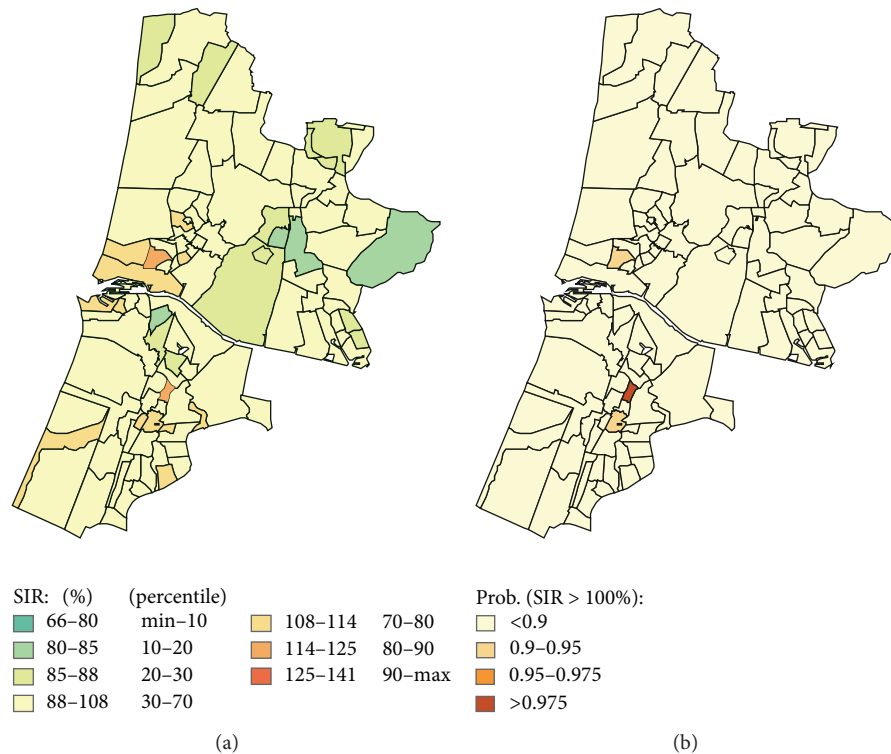 SIR: (%) (percentile)
66–80 min–10
80–85 10–20
85–88 20–30
88–108 30–70
108–114 70–80
114–125 80–90
125–141 90–max
(a)
Prob. (SIR > 100%):
<0.9
0.9–0.95
0.95–0.975
>0.975
(b)